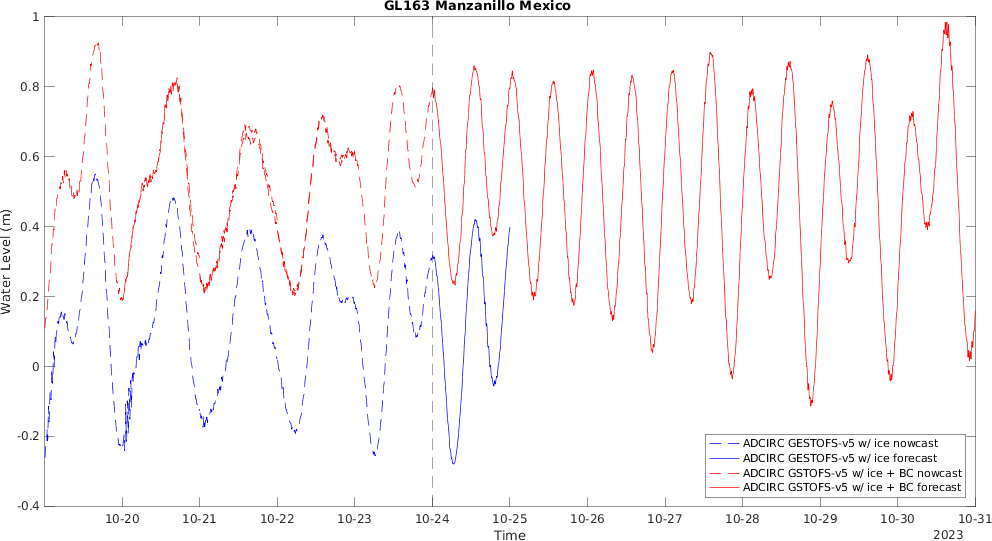 GL163 Manzanillo Mexico
1
0.8
0.6
0.4
0.2
0
-0.2
-0.4
Water Level (m)
10-20 10-21 10-22 10-23 10-24 10-25 10-26 10-27 10-28 10-29 10-30 10-31
Time
2023
ADCIRC GESTOFS-v5 w/ ice nowcast
ADCIRC GESTOFS-v5 w/ ice forecast
ADCIRC GSTOFS-v5 w/ ice + BC nowcast
ADCIRC GSTOFS-v5 w/ ice + BC forecast